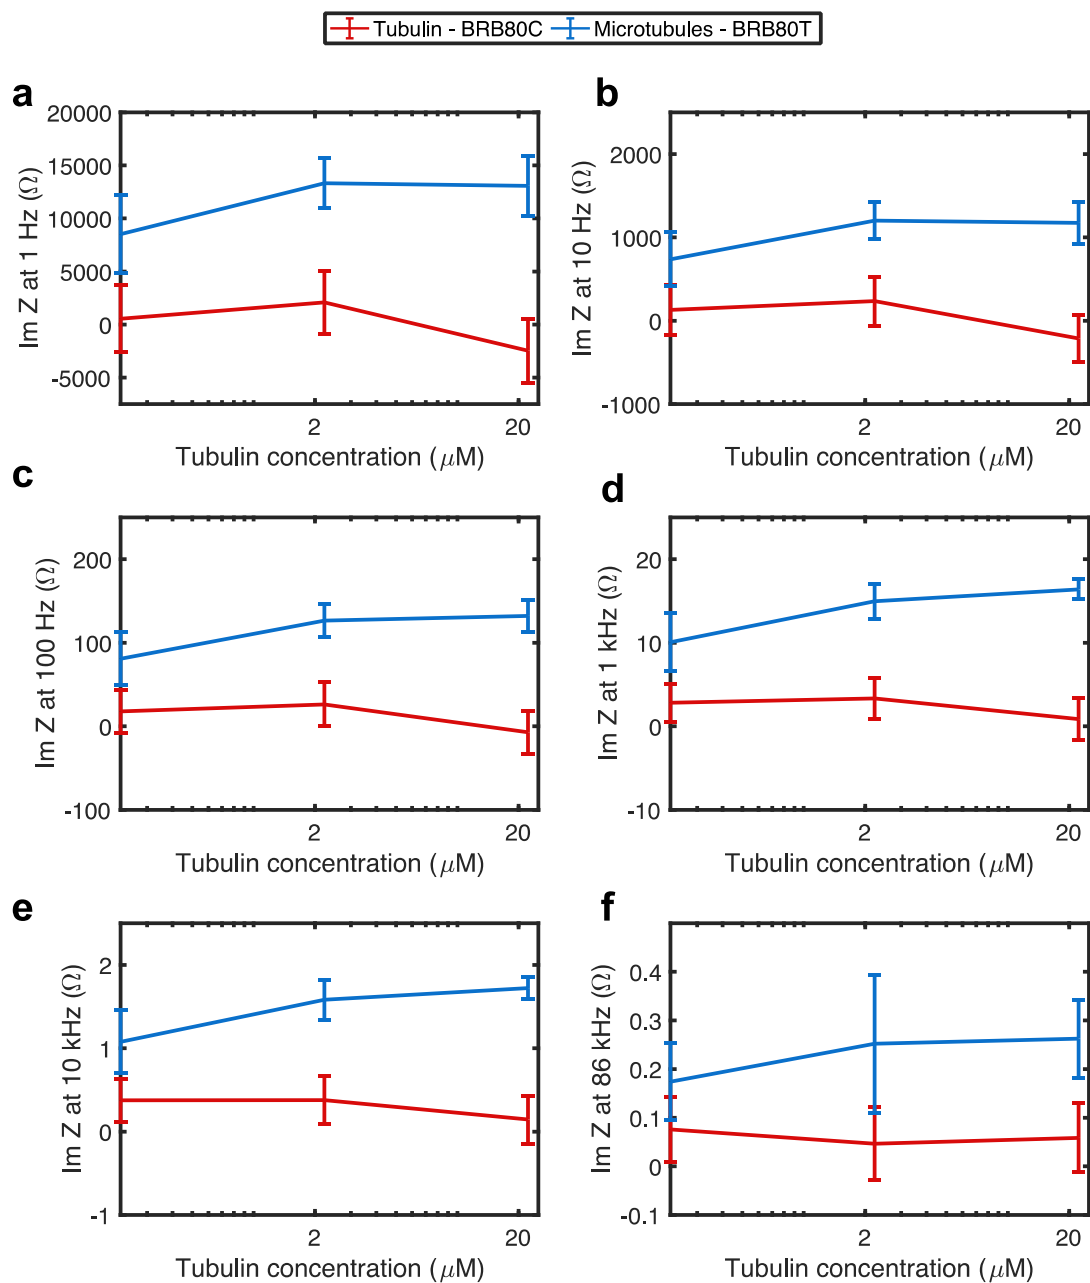 Tubulin - BRB80C Microtubules - BRB80T
a
20000
15000
10000
5000
0
-5000
Im Z at 1 Hz (Ω)
2 20
Tubulin concentration (μM)
b
2000
1000
0
-1000
Im Z at 10 Hz (Ω)
2 20
Tubulin concentration (μM)
c
200
100
0
-100
Im Z at 100 Hz (Ω)
2 20
Tubulin concentration (μM)
d
20
10
0
-10
Im Z at 1 kHz (Ω)
2 20
Tubulin concentration (μM)
e
2
1
0
-1
Im Z at 10 kHz (Ω)
2 20
Tubulin concentration (μM)
f
0.4
0.3
0.2
0.1
0
-0.1
Im Z at 86 kHz (Ω)
2 20
Tubulin concentration (μM)